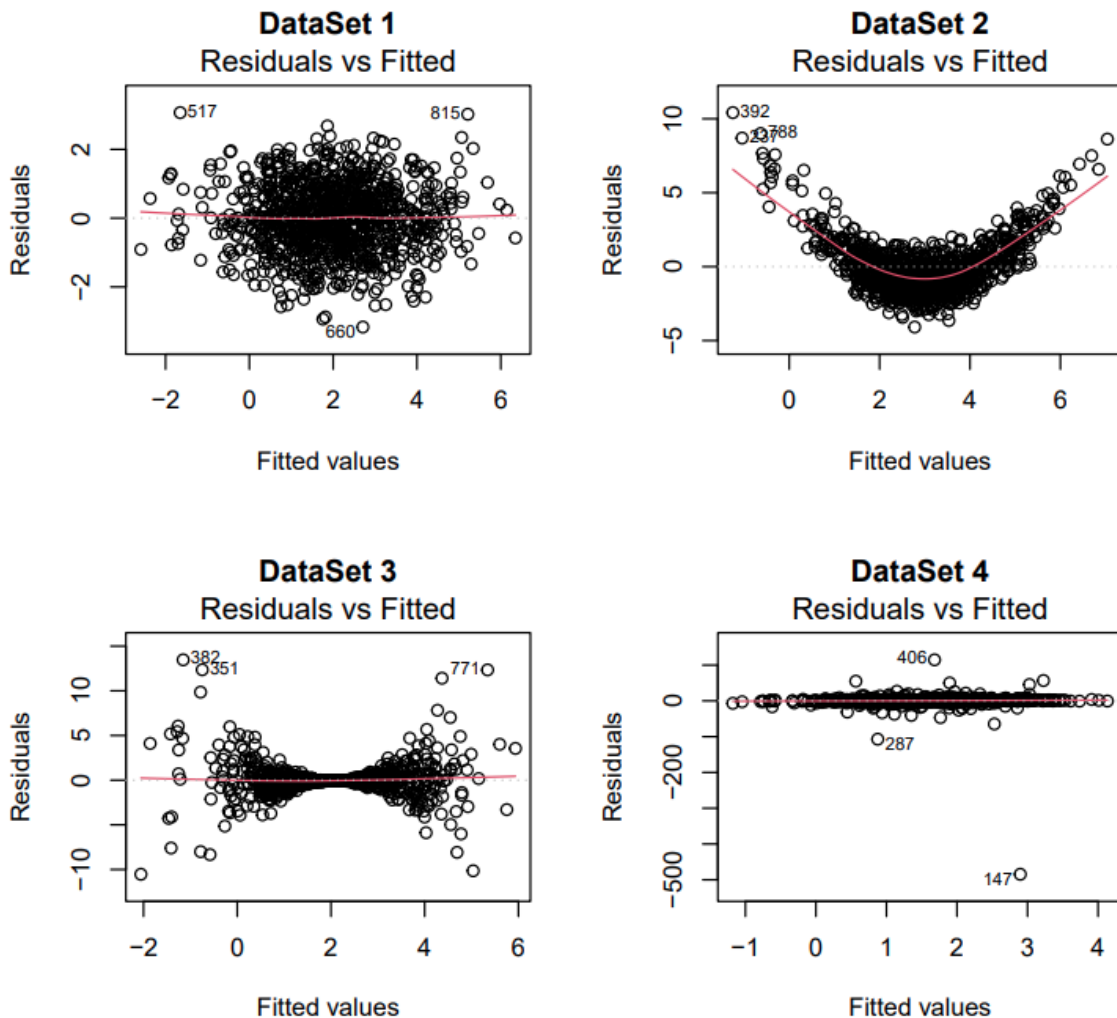 DataSet 1
Residuals vs Fitted
517
815
660
Residuals
2
0
−2
−2 0 2 4 6
Fitted values
DataSet 2
Residuals vs Fitted
392
788
237
Residuals
10
5
0
−5
0 2 4 6
Fitted values
DataSet 3
Residuals vs Fitted
382
351
771
Residuals
10
5
0
−10
−2 0 2 4 6
Fitted values
DataSet 4
Residuals vs Fitted
406
287
147
Residuals
0
−200
−500
−1 0 1 2 3 4
Fitted values